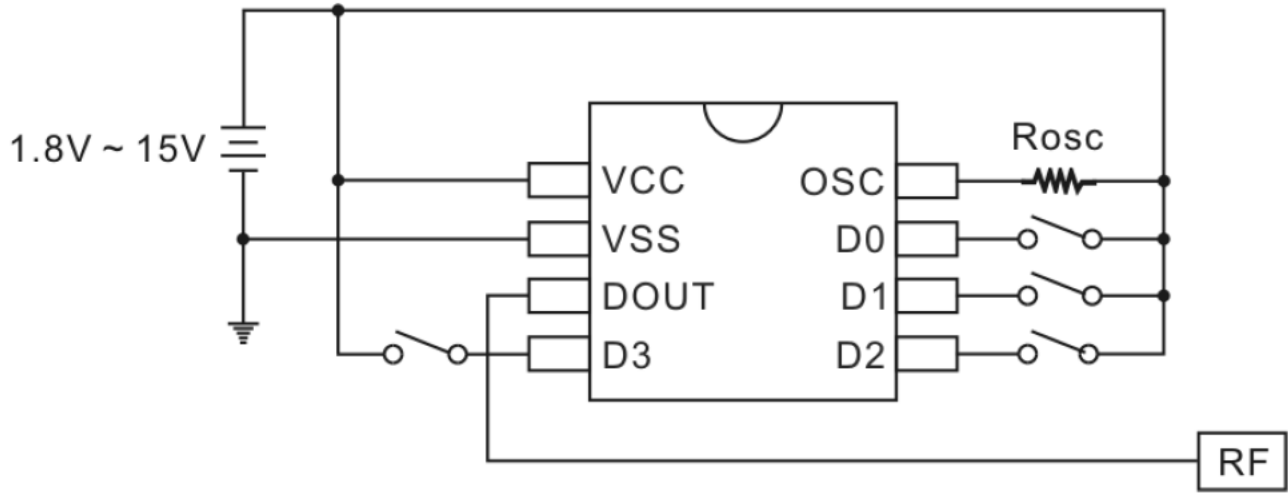 Rosc
1.8V ~ 15V
VCC OSC
VSS D0
DOUT D1
D3 D2
RF